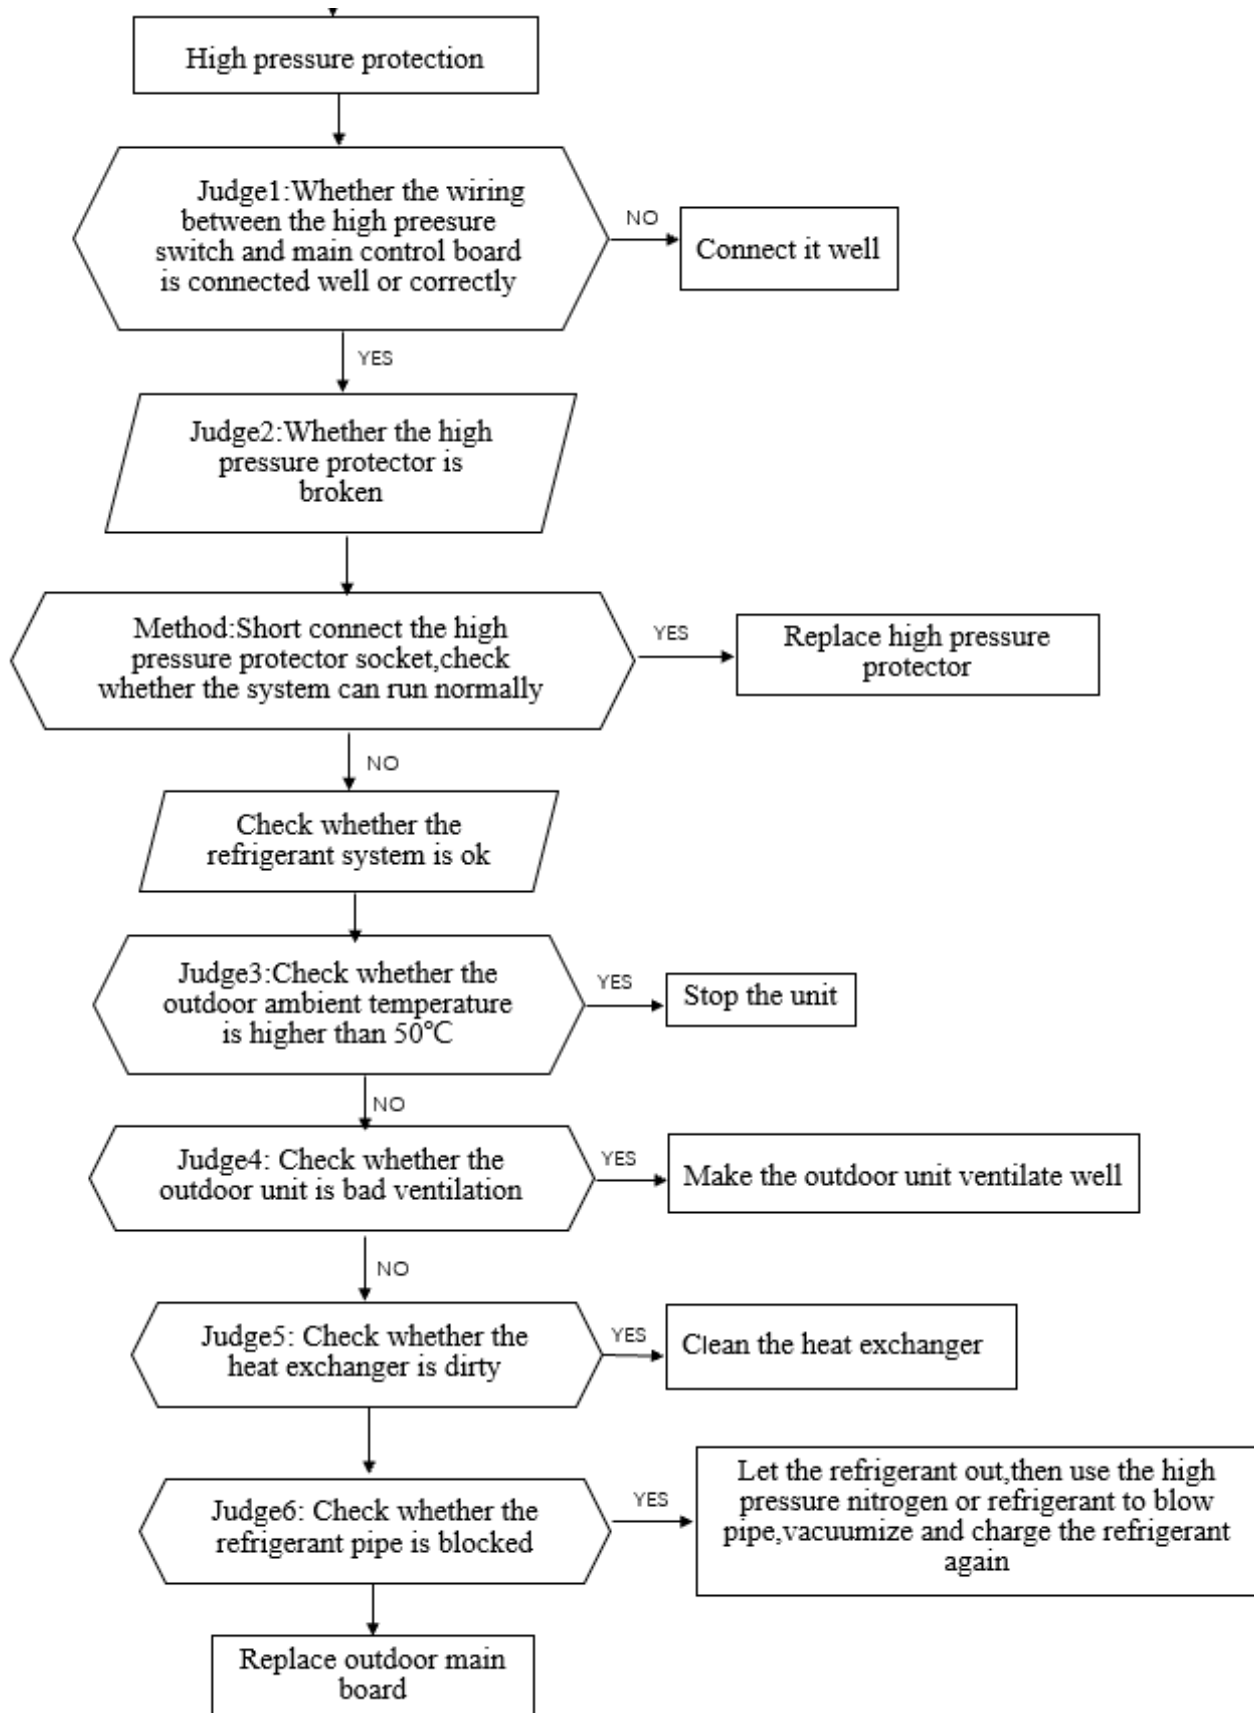 High pressure protection
Judge1:Whether the wiring
between the high preesure
switch and main control board
is connected well or correctly
NO
Connect it well
YES
Judge2:Whether the high
pressure protector is
broken
Method:Short connect the high
pressure protector socket,check
whether the system can run normally
YES
Replace high pressure
protector
NO
Check whether the
refrigerant system is ok
Judge3:Check whether the
outdoor ambient temperature
is higher than 50℃
YES
Stop the unit
NO
Judge4: Check whether the
outdoor unit is bad ventilation
YES
Make the outdoor unit ventilate well
NO
Judge5: Check whether the
heat exchanger is dirty
YES
Clean the heat exchanger
Judge6: Check whether the
refrigerant pipe is blocked
YES
Let the refrigerant out,then use the high
pressure nitrogen or refrigerant to blow
pipe,vacuumize and charge the refrigerant
again
Replace outdoor main
board